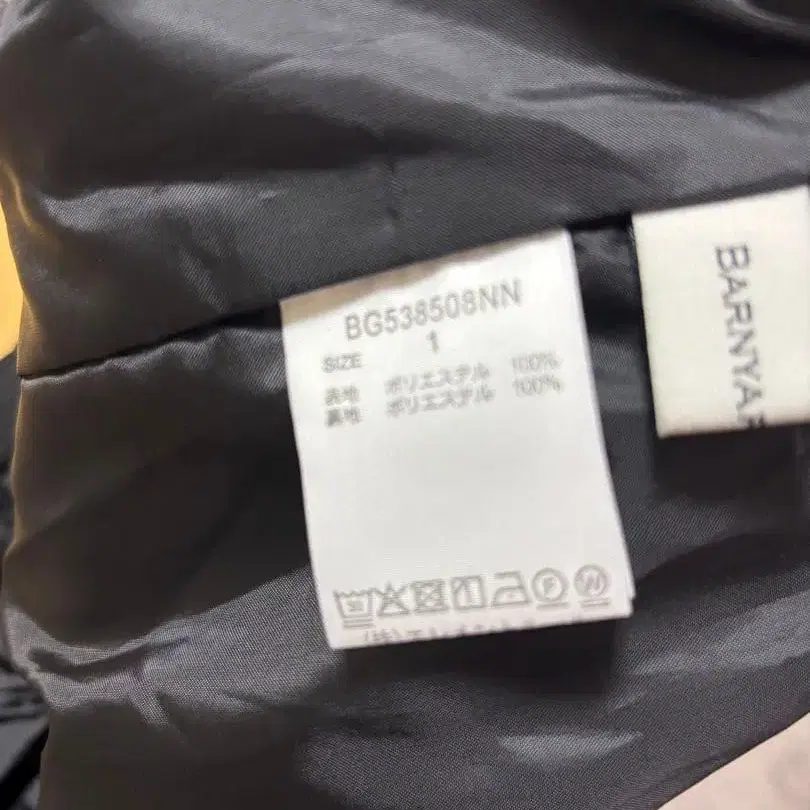 BG538508NN
SIZE 1
表地 ポリエステル 100%
裏地 ポリエステル 100%
BARNYA